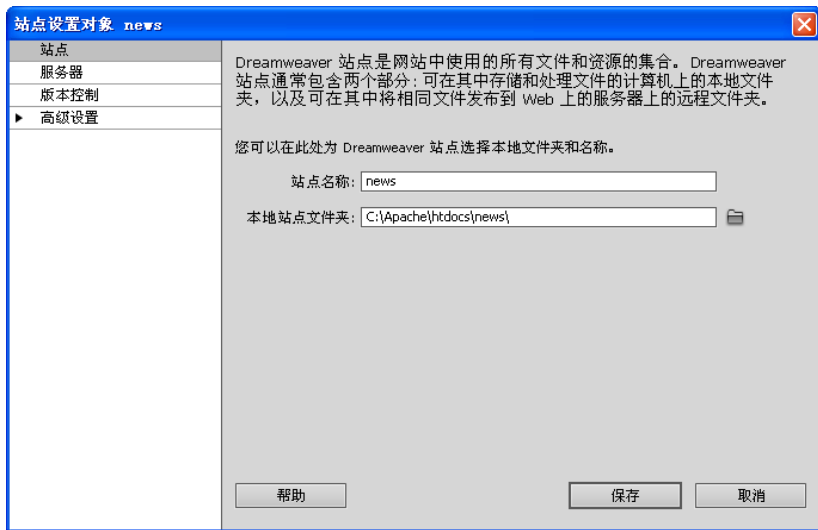 站点设置对象 news
站点
服务器
版本控制
高级设置
Dreamweaver 站点是网站中使用的所有文件和资源的集合。Dreamweaver
站点通常包含两个部分:可在其中存储和处理文件的计算机上的本地文件
夹，以及可在其中将相同文件发布到 Web 上的服务器上的远程文件夹。
您可以在此处为 Dreamweaver 站点选择本地文件夹和名称。
站点名称: news
本地站点文件夹: C:\Apache\htdocs\news\
帮助 保存 取消